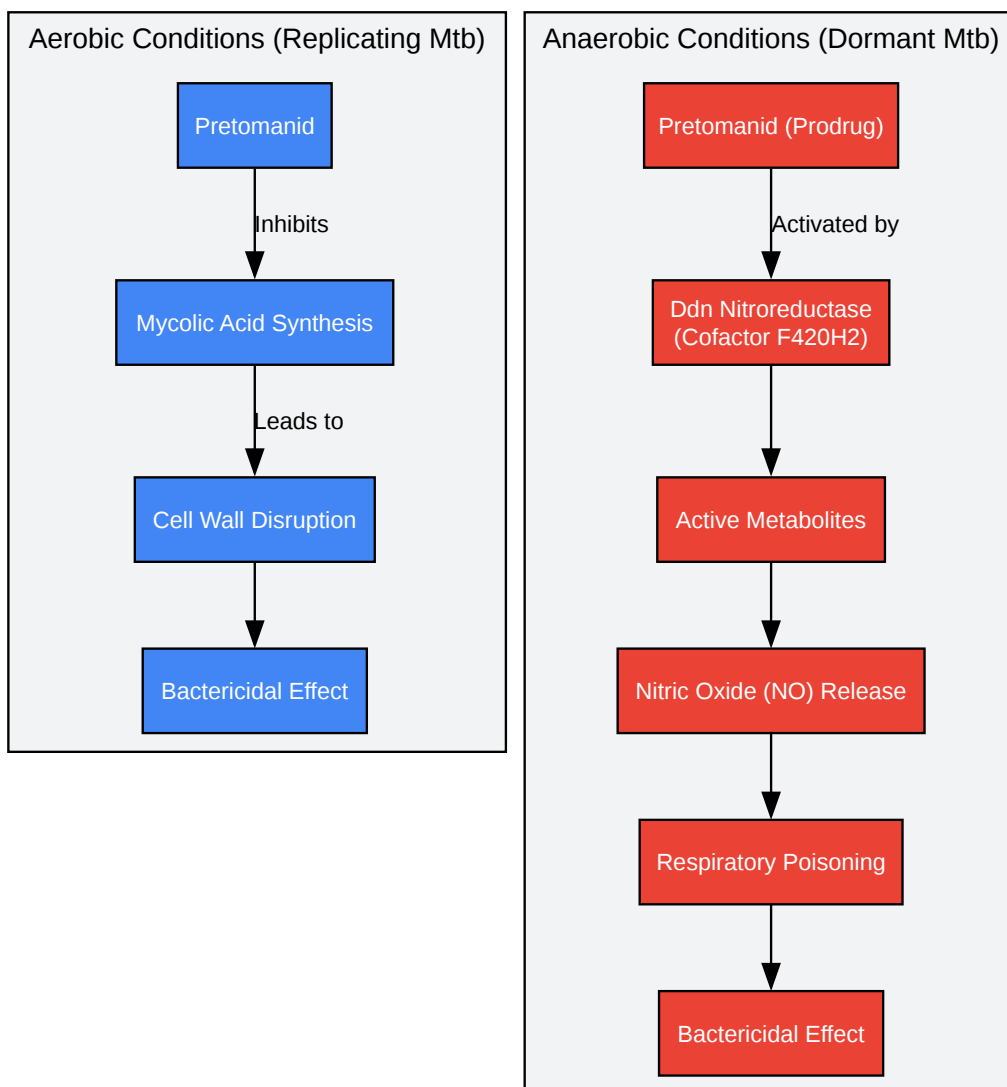 Aerobic Conditions (Replicating Mtb)
Pretomanid
Inhibits
Mycolic Acid Synthesis
Leads to
Cell Wall Disruption
Bactericidal Effect
Anaerobic Conditions (Dormant Mtb)
Pretomanid (Prodrug)
Activated by
Ddn Nitroreductase
(Cofactor F420H2)
Active Metabolites
Nitric Oxide (NO) Release
Respiratory Poisoning
Bactericidal Effect